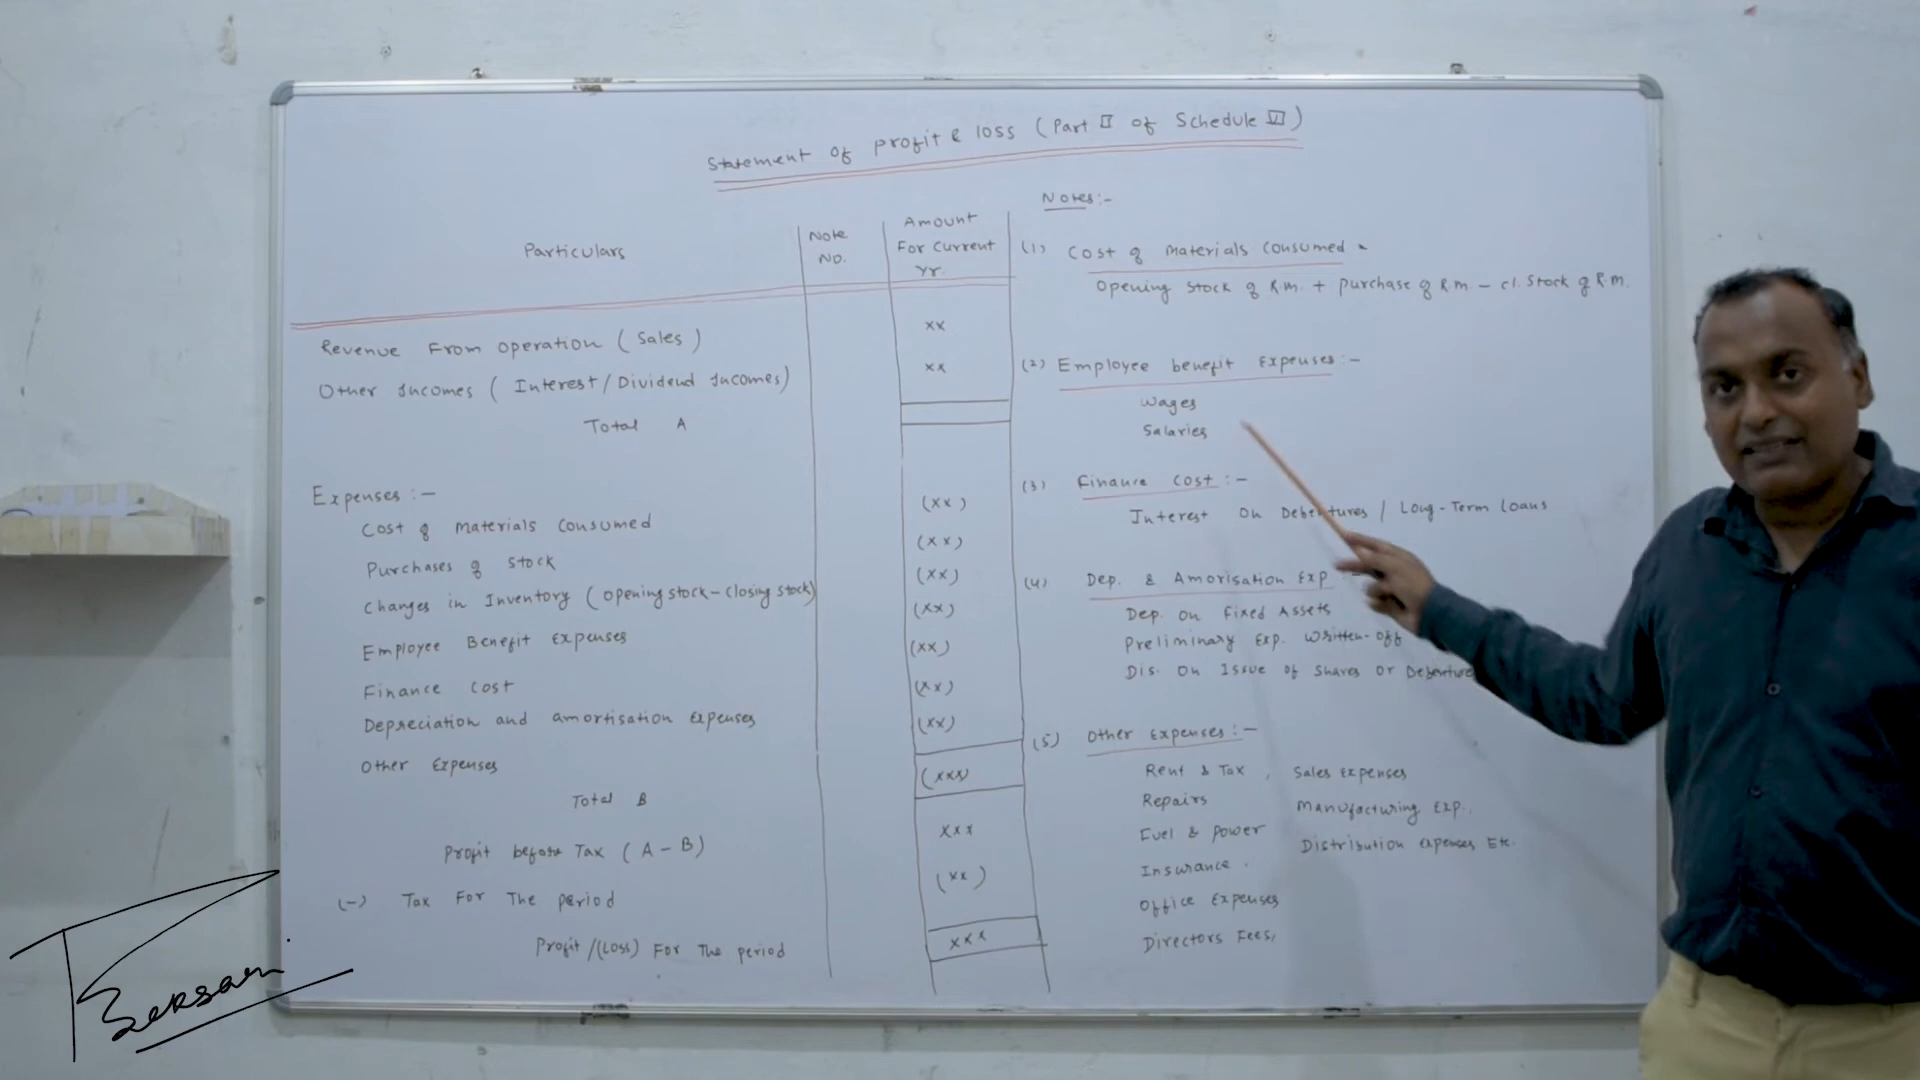 Statement of profit & loss (Part II of Schedule VI)
Particulars
Note No.
Amount For Current Yr.
Revenue From Operation (Sales) xx
Other Incomes (Interest/Dividend Incomes) xx
Total A
Expenses :-
Cost of Materials Consumed (xx)
Purchases of Stock (xx)
Changes in Inventory (Opening stock - Closing stock) (xx)
Employee Benefit Expenses (xx)
Finance Cost (xx)
Depreciation and amortisation Expenses (xx)
Other Expenses (xx)
Total B (xxx)
Profit before Tax (A - B) xxx
(-) Tax For The period (xx)
Profit /(Loss) For The period xxx
Notes:-
(1) Cost of Materials Consumed -
Opening Stock of R.m. + Purchase of R.m. - cl. Stock of R.m.
(2) Employee benefit Expenses :-
Wages
Salaries
(3) Finance Cost :-
Interest On Debentures / Long-Term Loans
(4) Dep. & Amorisation Exp
Dep. on Fixed Assets
Preliminary Exp. Written-off
Dis. On Issue of Shares or Debenture
(5) Other Expenses :-
Rent & Tax , Sales Expenses
Repairs Manufacturing Exp.
Fuel & Power Distribution Expenses Etc.
Insurance .
Office Expenses
Directors Fees,